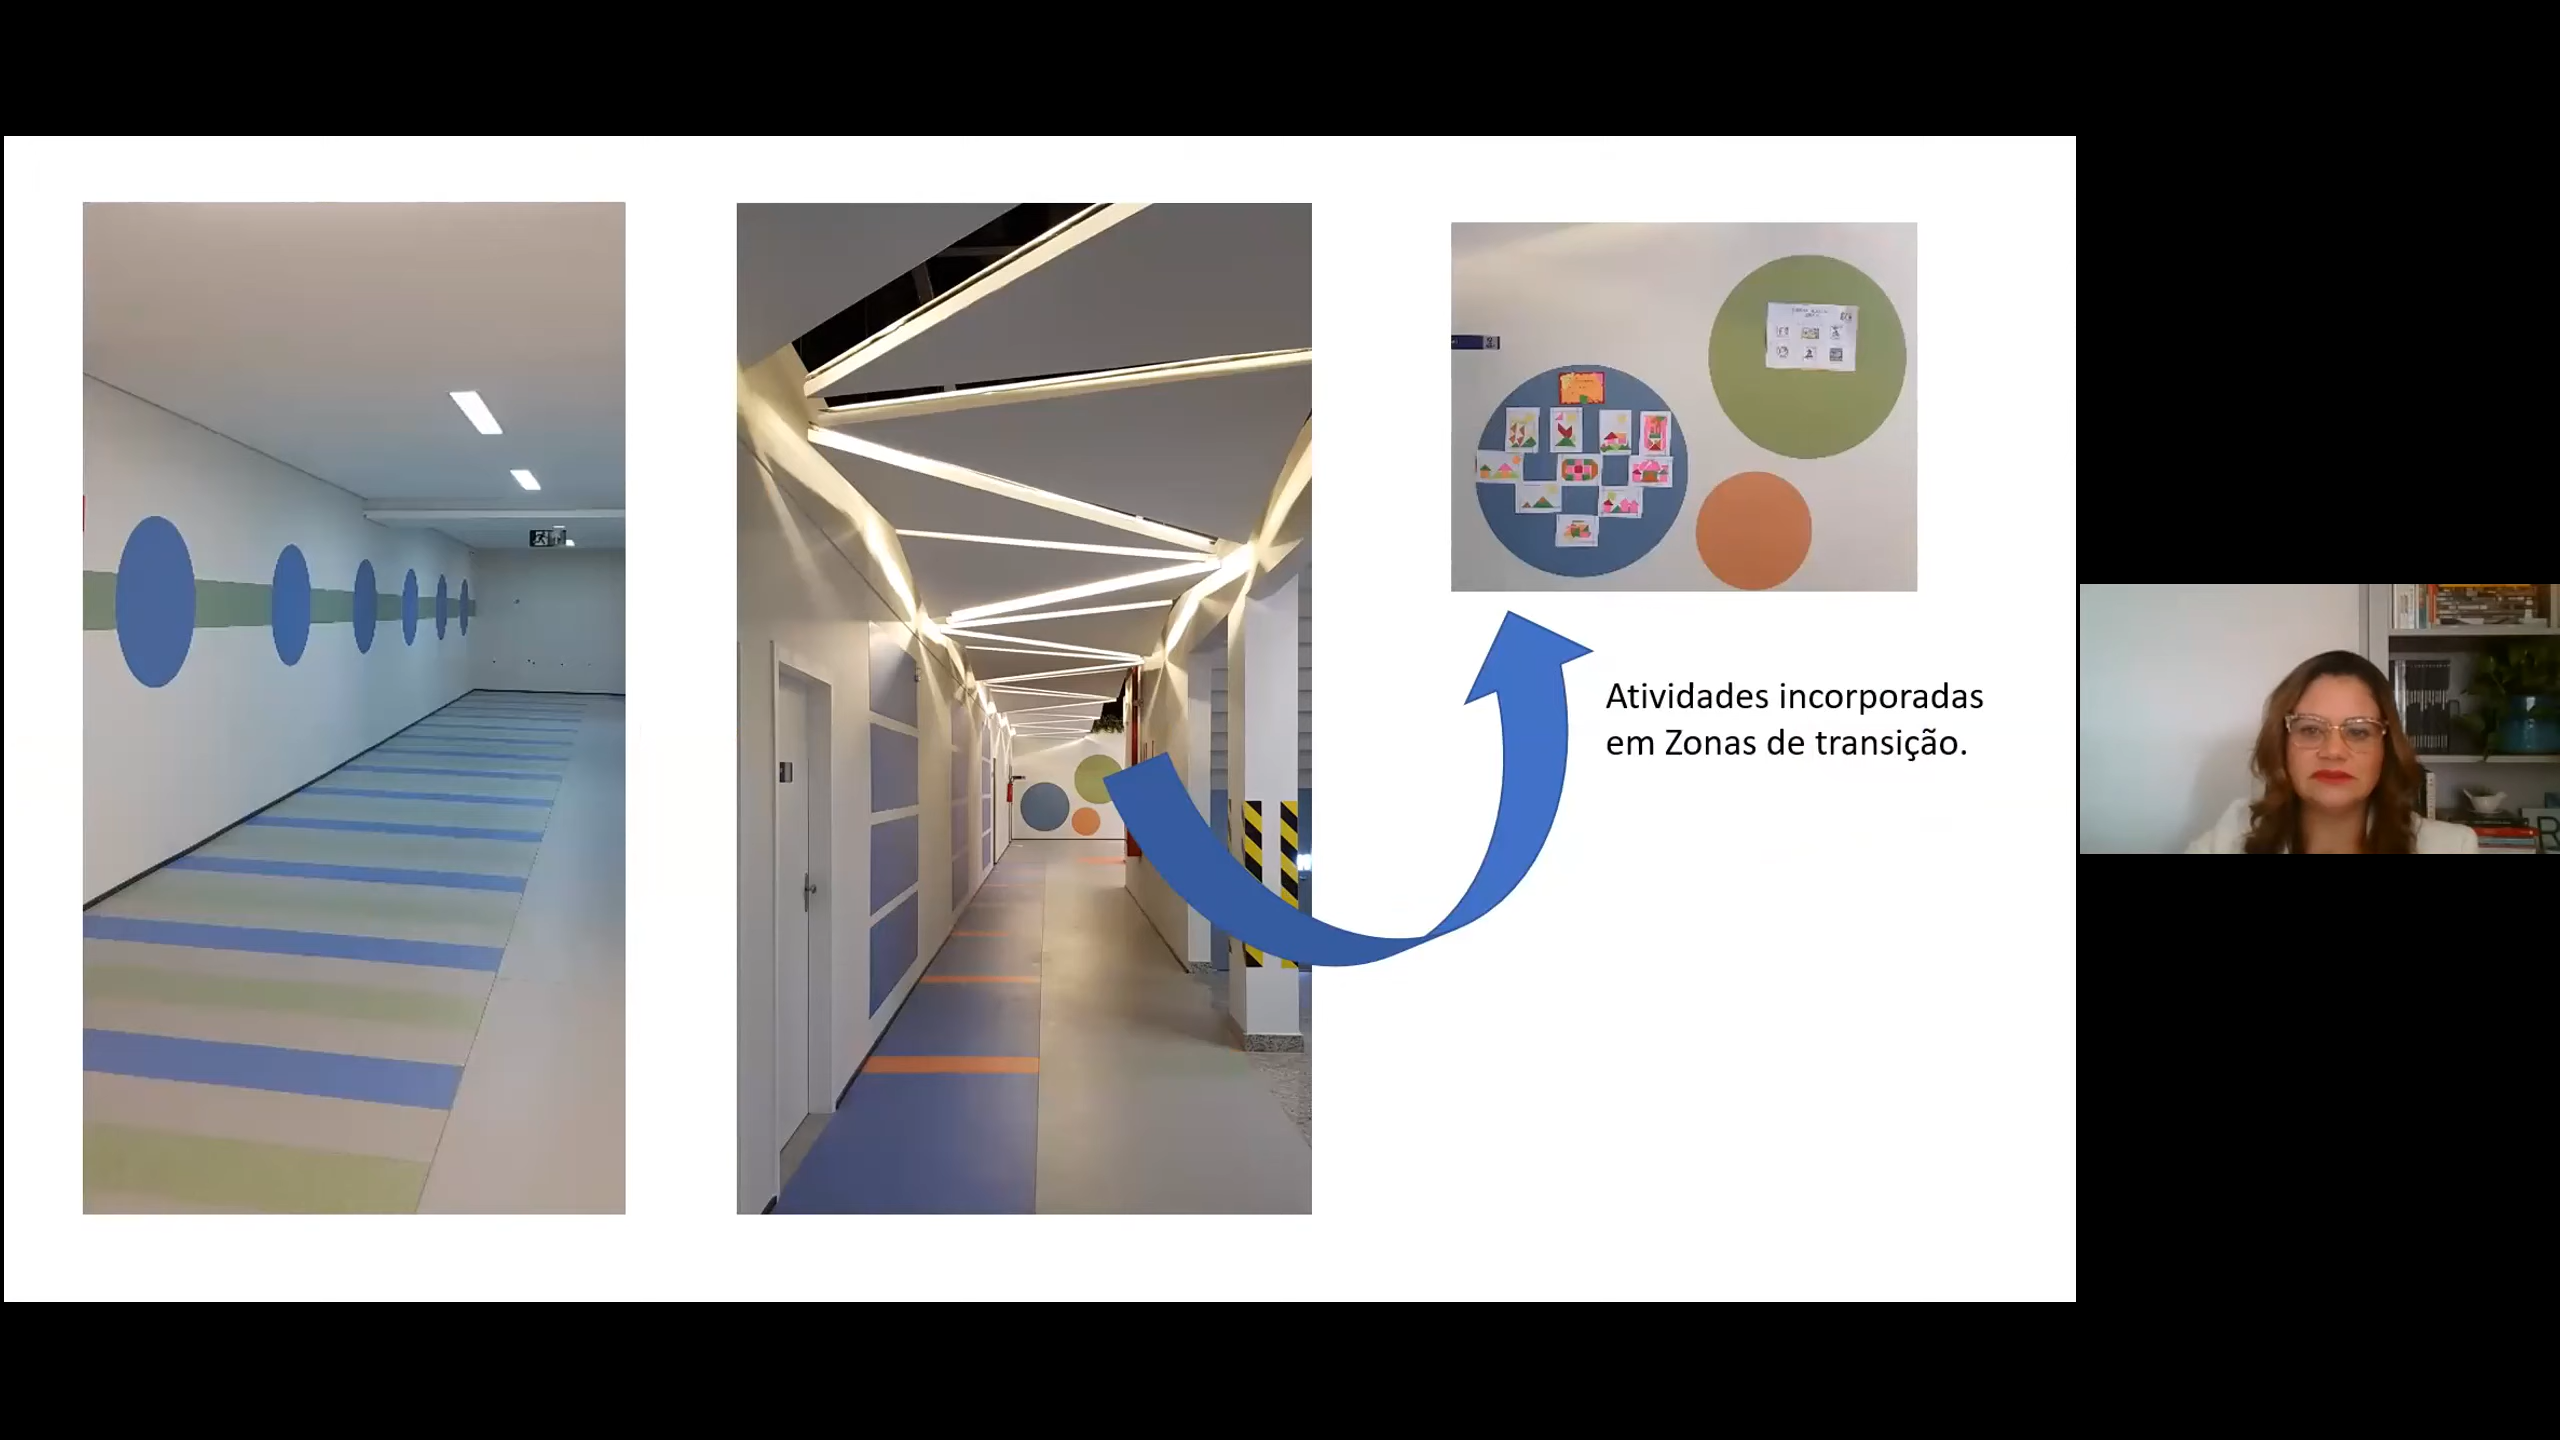 Atividades incorporadas
em Zonas de transição.